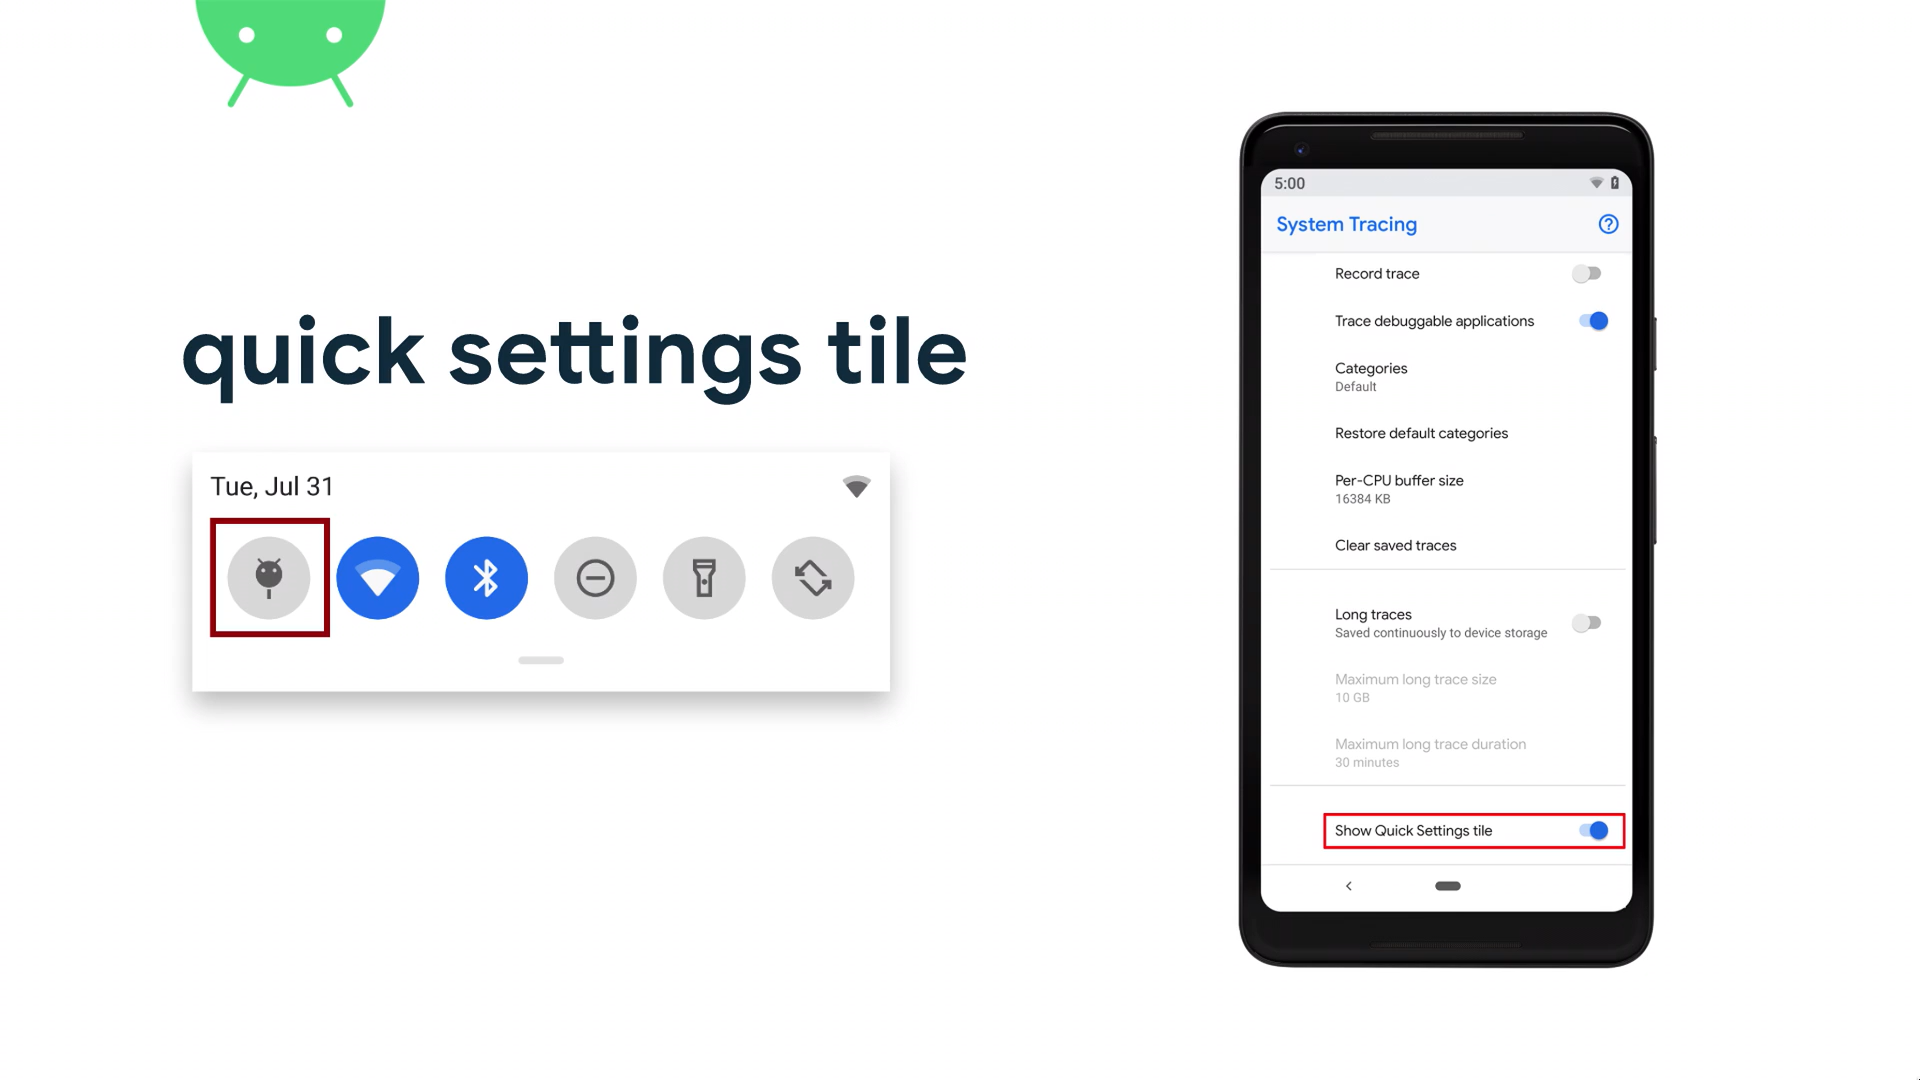 quick settings tile
Tue, Jul 31
5:00
System Tracing
Record trace
Trace debuggable applications
Categories
Default
Restore default categories
Per-CPU buffer size
16384 KB
Clear saved traces
Long traces
Saved continuously to device storage
Maximum long trace size
10 GB
Maximum long trace duration
30 minutes
Show Quick Settings tile